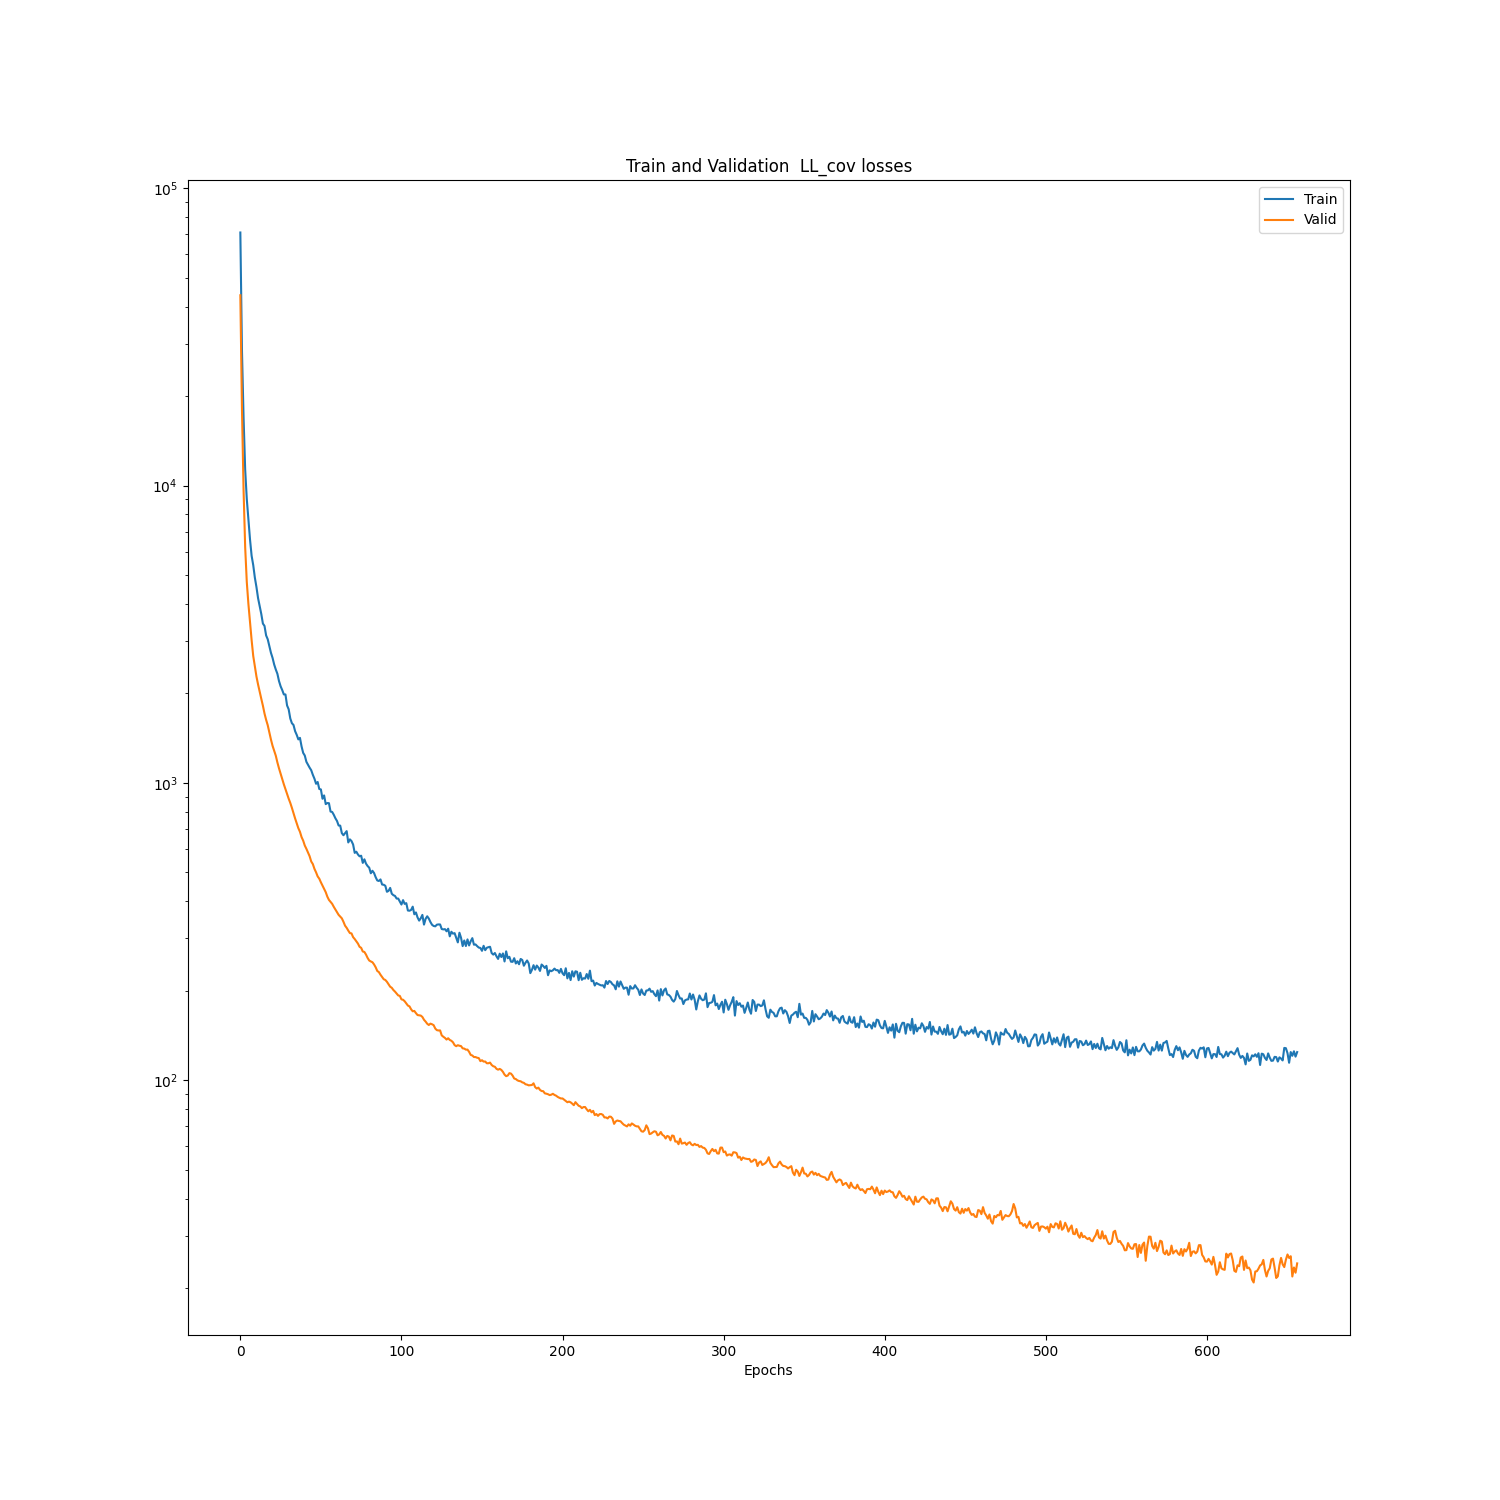 Train and Validation  LL_cov losses
Train
Valid
10^5
10^4
10^3
10^2
0 100 200 300 400 500 600
Epochs